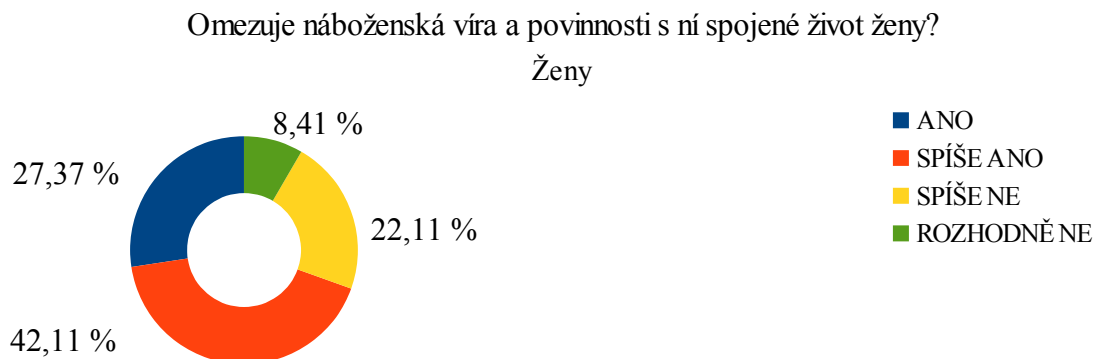 Omezuje náboženská víra a povinnosti s ní spojené život ženy?
Ženy
8,41 %
27,37 %
22,11 %
42,11 %
ANO
SPÍŠE ANO
SPÍŠE NE
ROZHODNĚ NE